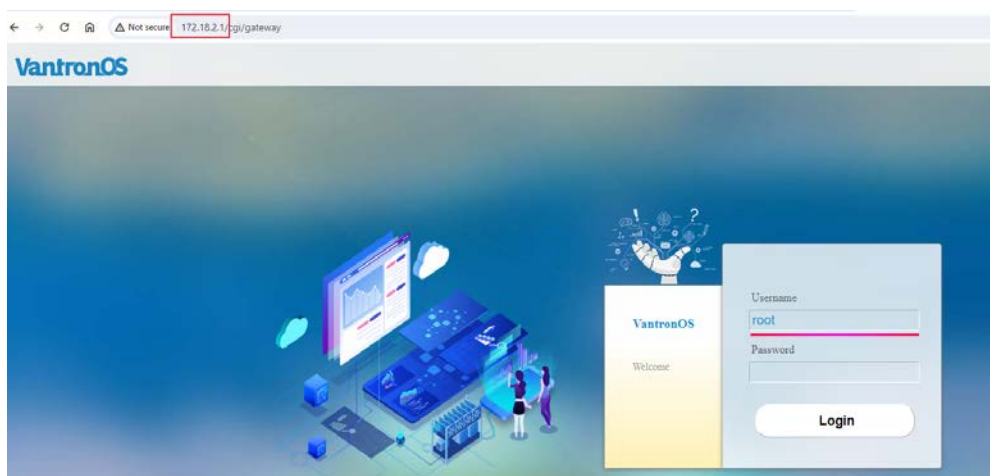 Not secure 172.18.2.1/cgi/gateway
VantronOS
! ?
Username
VantronOS
root
Password
Welcome
Login